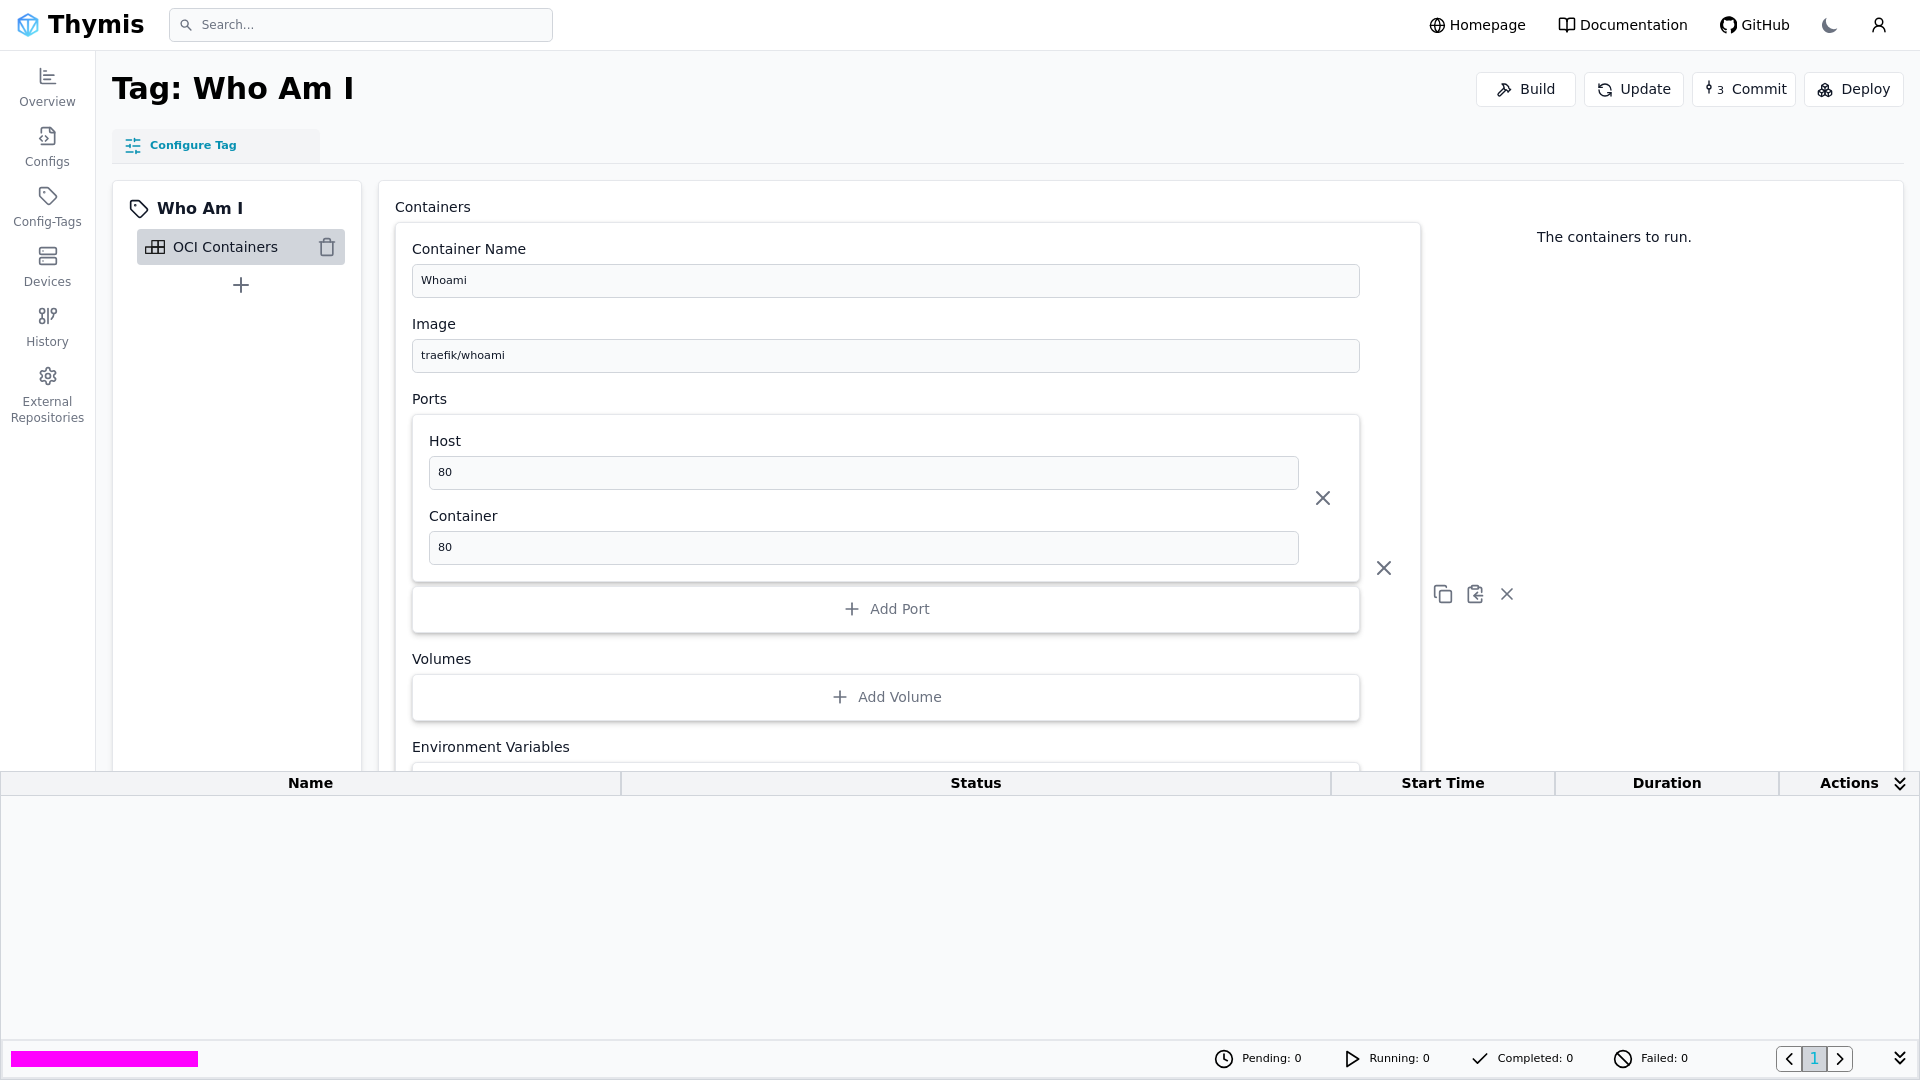 Thymis
Search...
Homepage
Documentation
GitHub
Overview
Configs
Config-Tags
Devices
History
External
Repositories
Tag: Who Am I
Build
Update
3 Commit
Deploy
Configure Tag
Who Am I
OCI Containers
Containers
The containers to run.
Container Name
Whoami
Image
traefik/whoami
Ports
Host
80
Container
80
Add Port
Volumes
Add Volume
Environment Variables
Name Status Start Time Duration Actions
Pending: 0 Running: 0 Completed: 0 Failed: 0 1